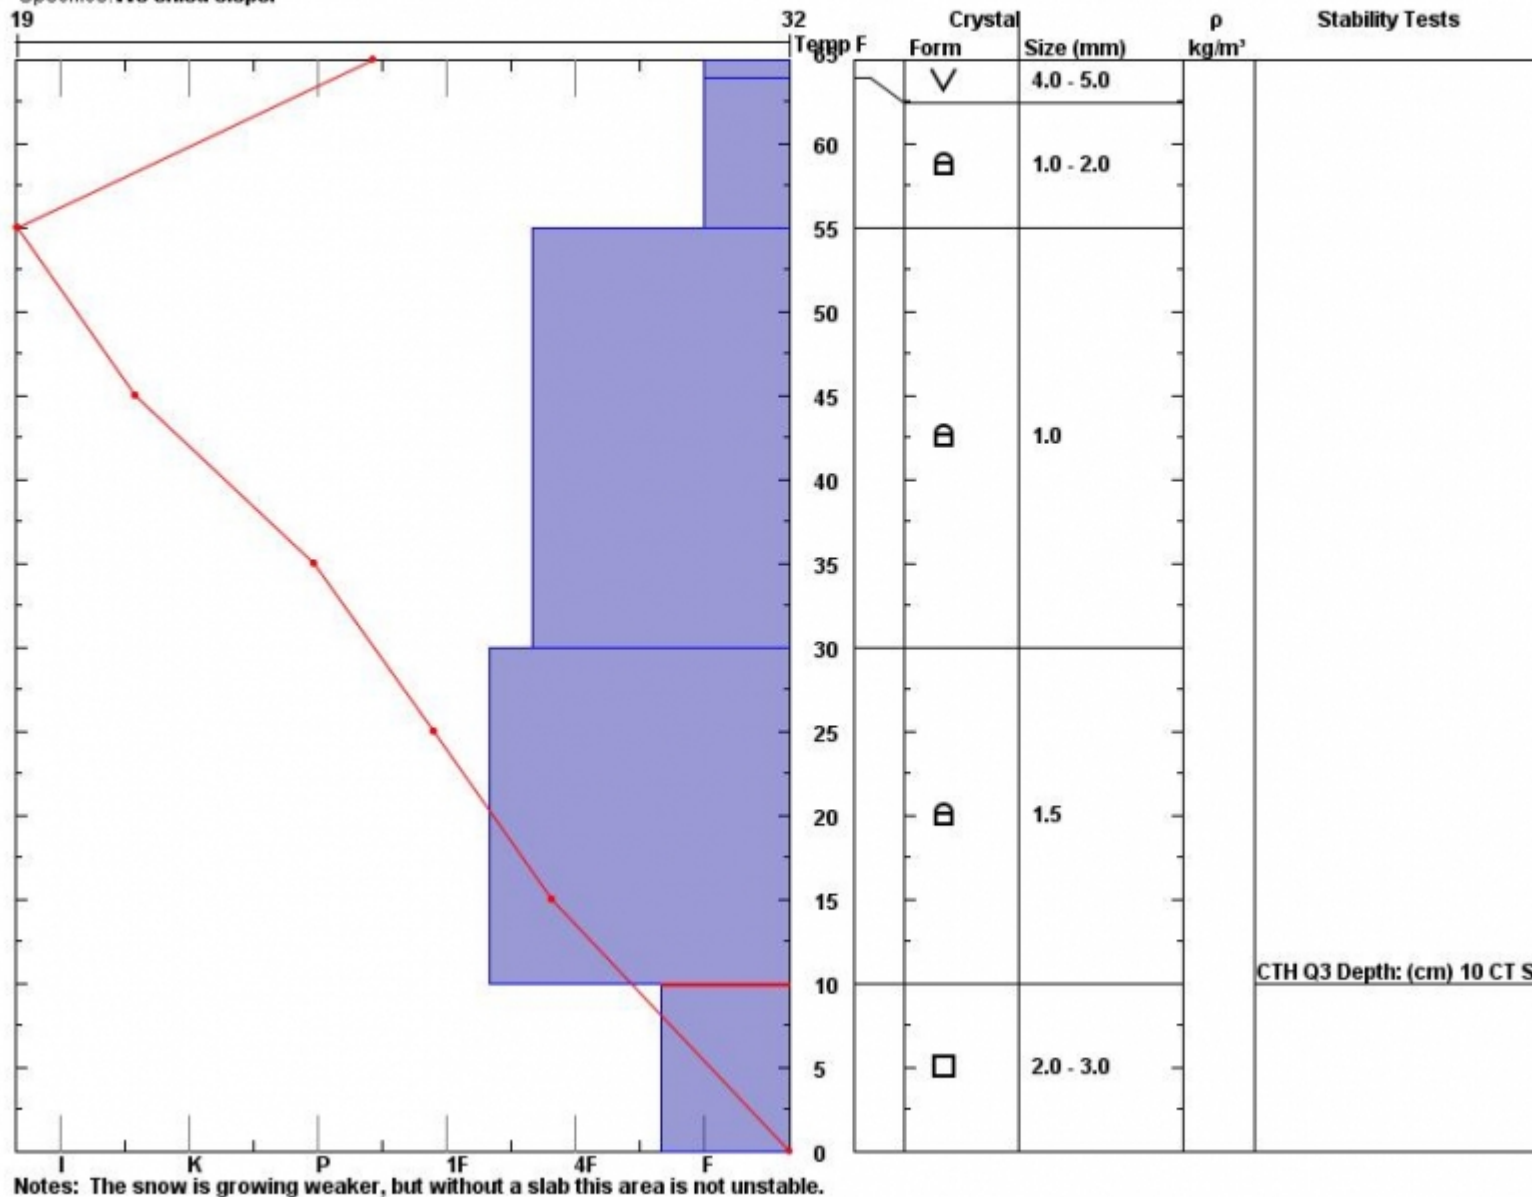 19 32 Crystal ρ Stability Tests
Temp F Form Size (mm) kg/m³
65
4.0 - 5.0
60
1.0 - 2.0
55
50
45
1.0
40
35
30
25
20
1.5
15
CTH Q3 Depth: (cm) 10 CT S
10
5
2.0 - 3.0
0
I K P 1F 4F F
Notes: The snow is growing weaker, but without a slab this area is not unstable.